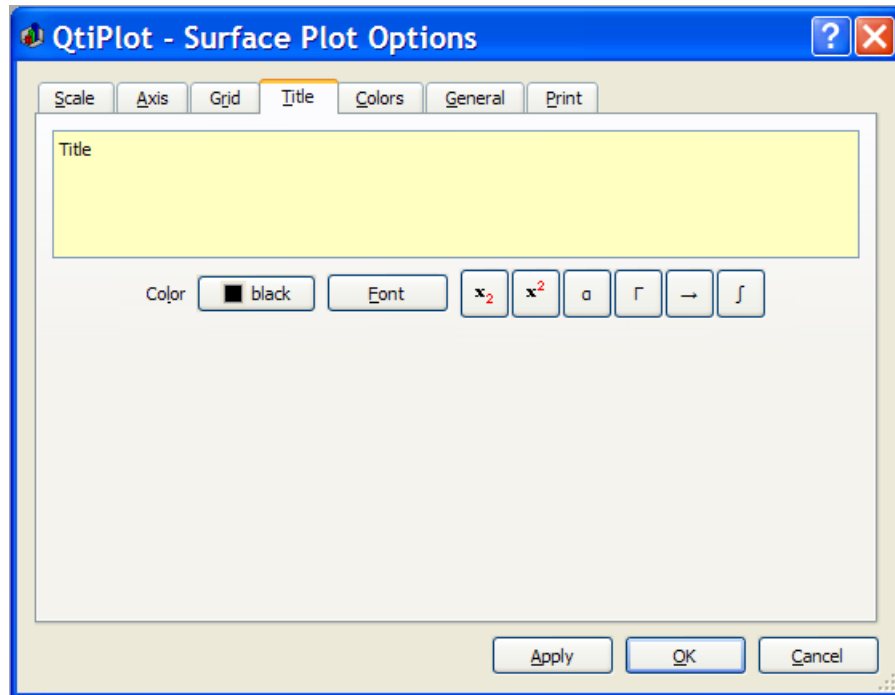 QtiPlot - Surface Plot Options ?
Scale Axis Grid Title Colors General Print
Title
Color black Font x₂ x² α Γ → ∫
Apply OK Cancel